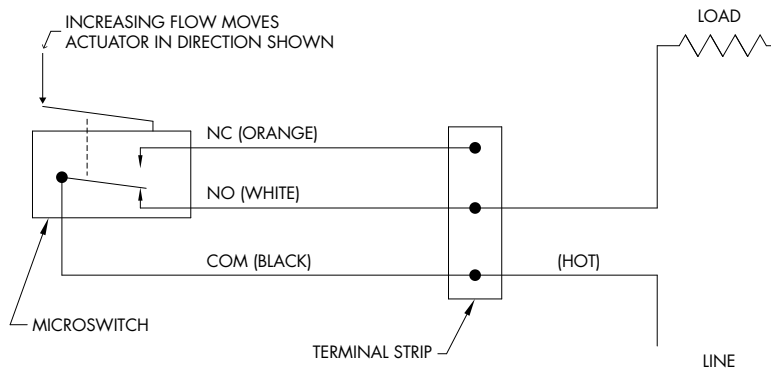 INCREASING FLOW MOVES
ACTUATOR IN DIRECTION SHOWN
LOAD
NC (ORANGE)
NO (WHITE)
COM (BLACK)
(HOT)
MICROSWITCH
TERMINAL STRIP
LINE